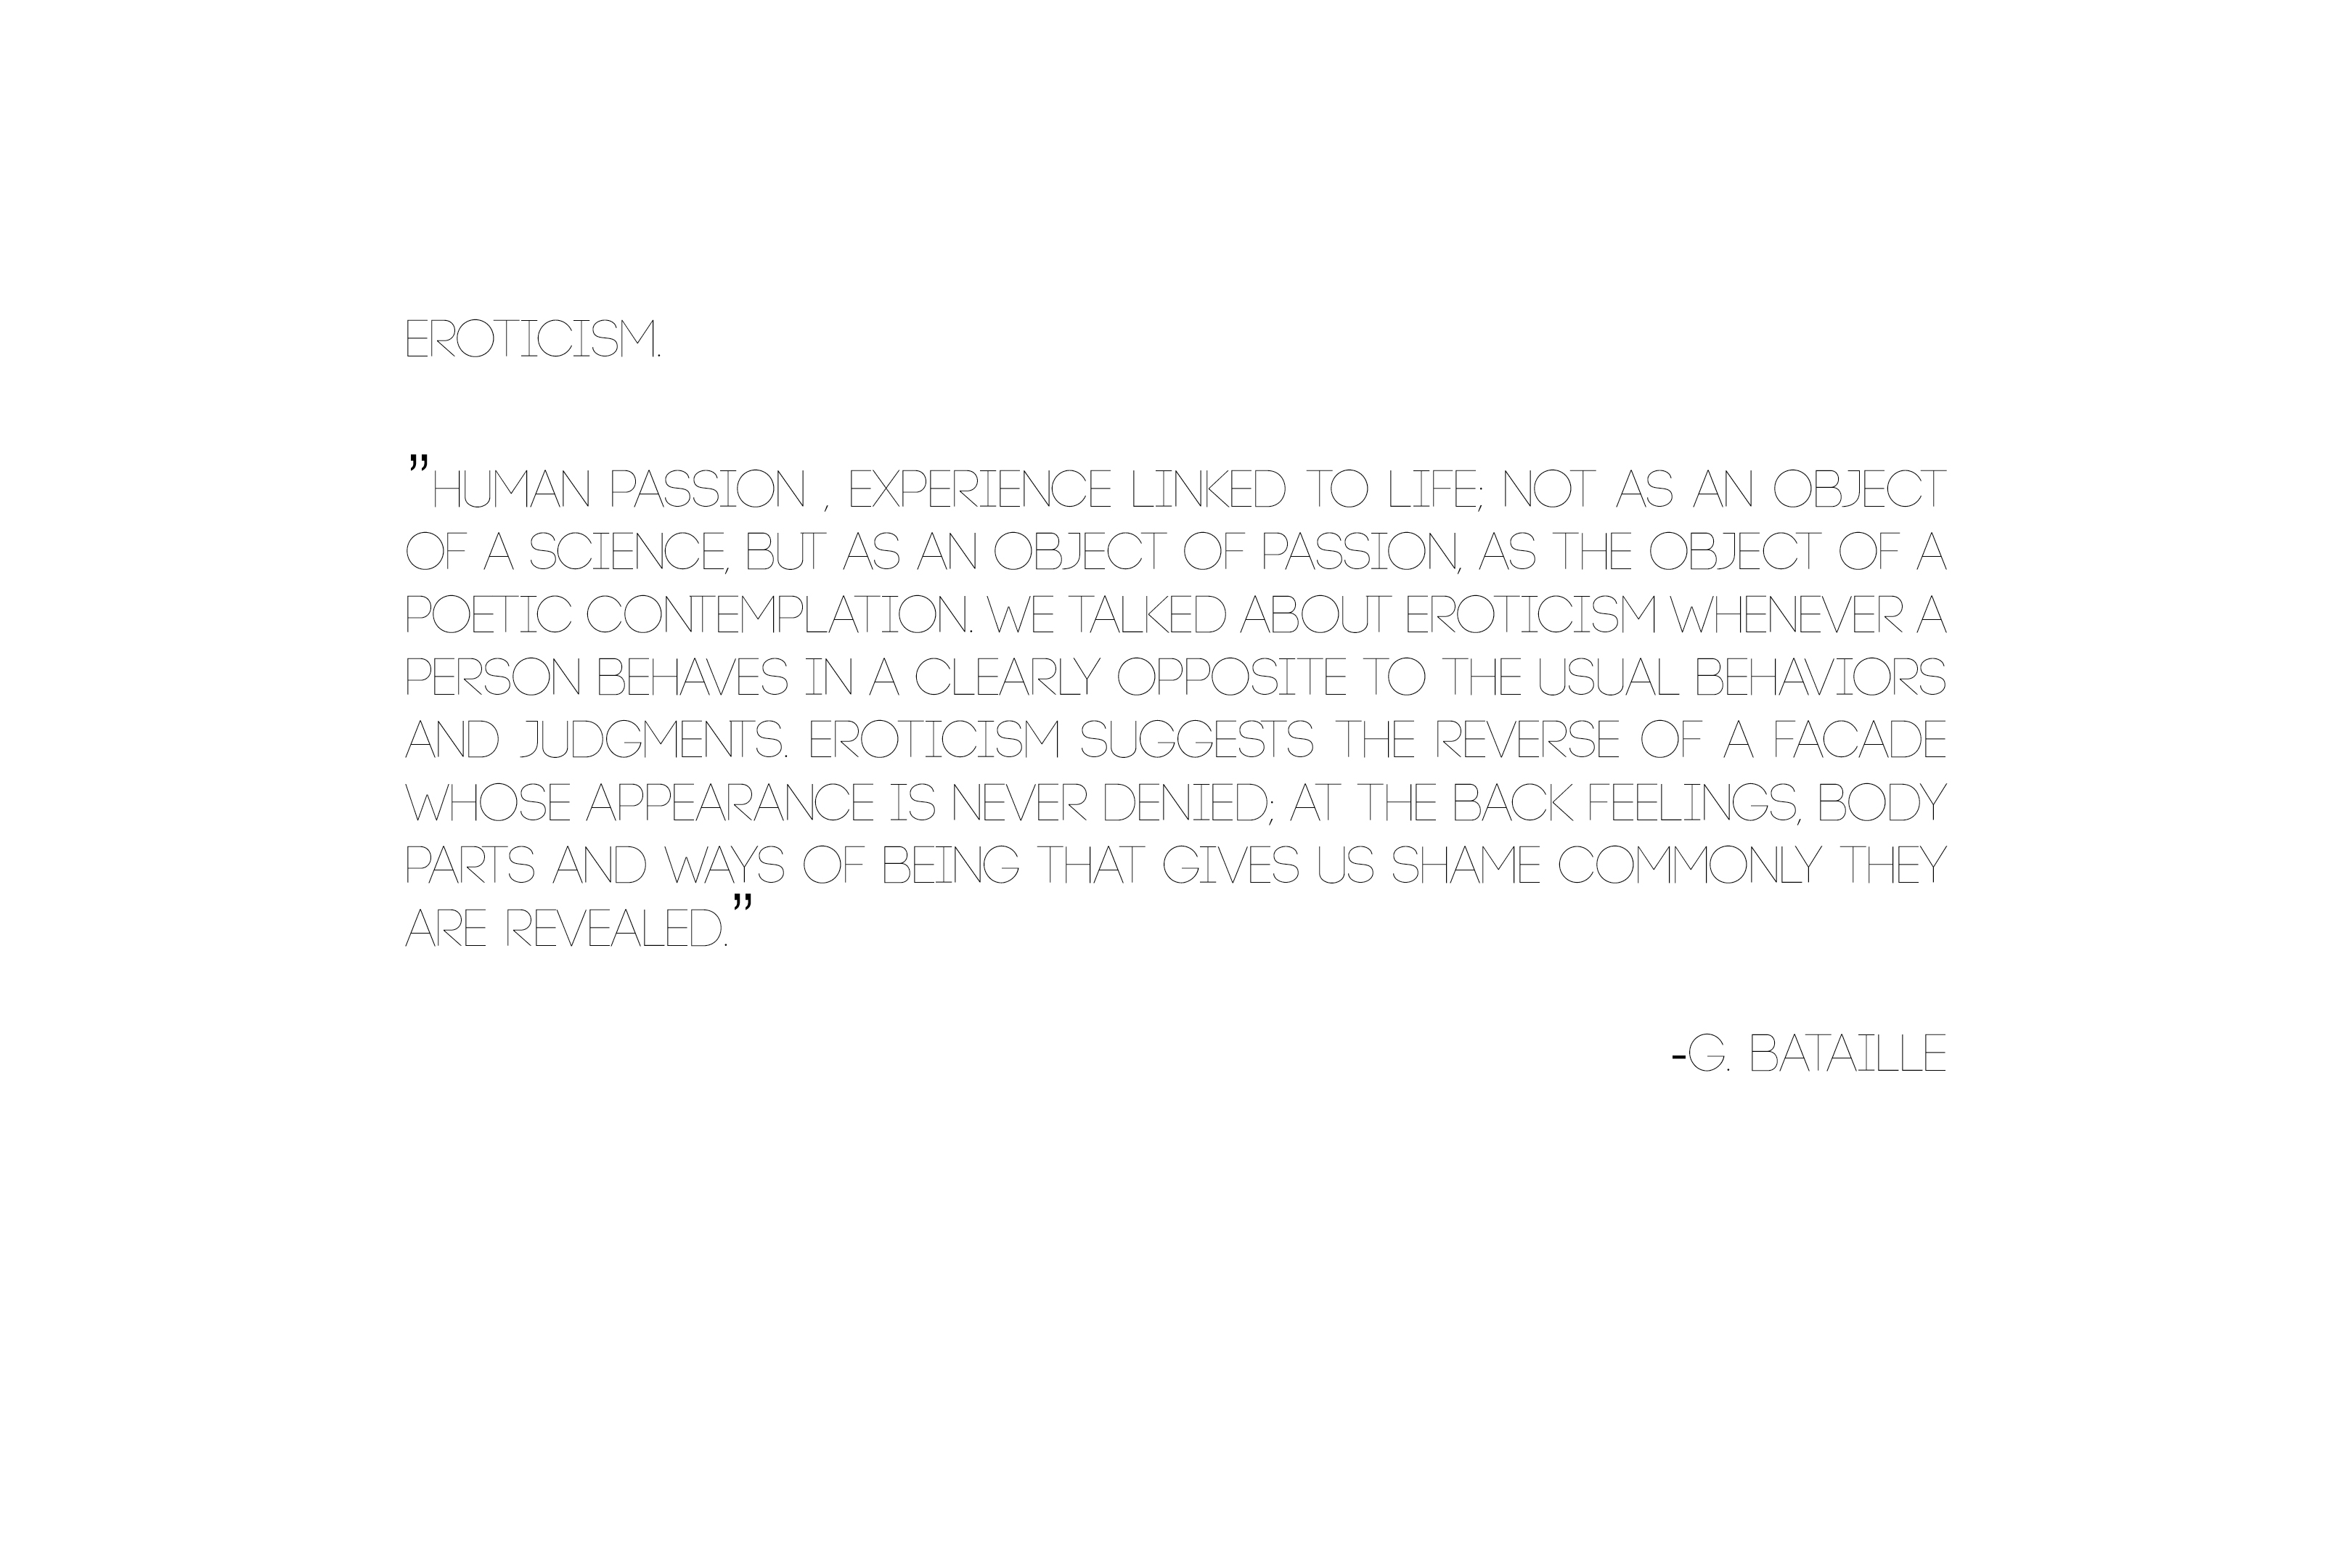 EROTICISM.
”HUMAN PASSION , EXPERIENCE LINKED TO LIFE; NOT AS AN OBJECT
OF A SCIENCE, BUT AS AN OBJECT OF PASSION, AS THE OBJECT OF A
POETIC CONTEMPLATION. WE TALKED ABOUT EROTICISM WHENEVER A
PERSON BEHAVES IN A CLEARLY OPPOSITE TO THE USUAL BEHAVIORS
AND JUDGMENTS. EROTICISM SUGGESTS THE REVERSE OF A FACADE
WHOSE APPEARANCE IS NEVER DENIED; AT THE BACK FEELINGS, BODY
PARTS AND WAYS OF BEING THAT GIVES US SHAME COMMONLY THEY
ARE REVEALED.”
-G. BATAILLE